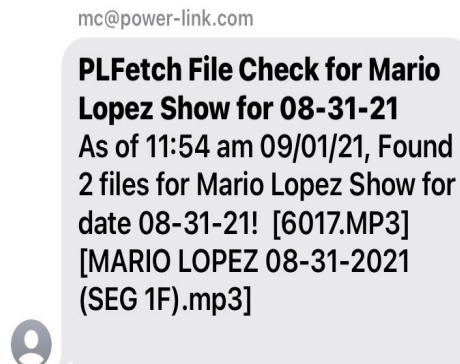 mc@power-link.com
PLFetch File Check for Mario
Lopez Show for 08-31-21
As of 11:54 am 09/01/21, Found
2 files for Mario Lopez Show for
date 08-31-21!  [6017.MP3]
[MARIO LOPEZ 08-31-2021
(SEG 1F).mp3]